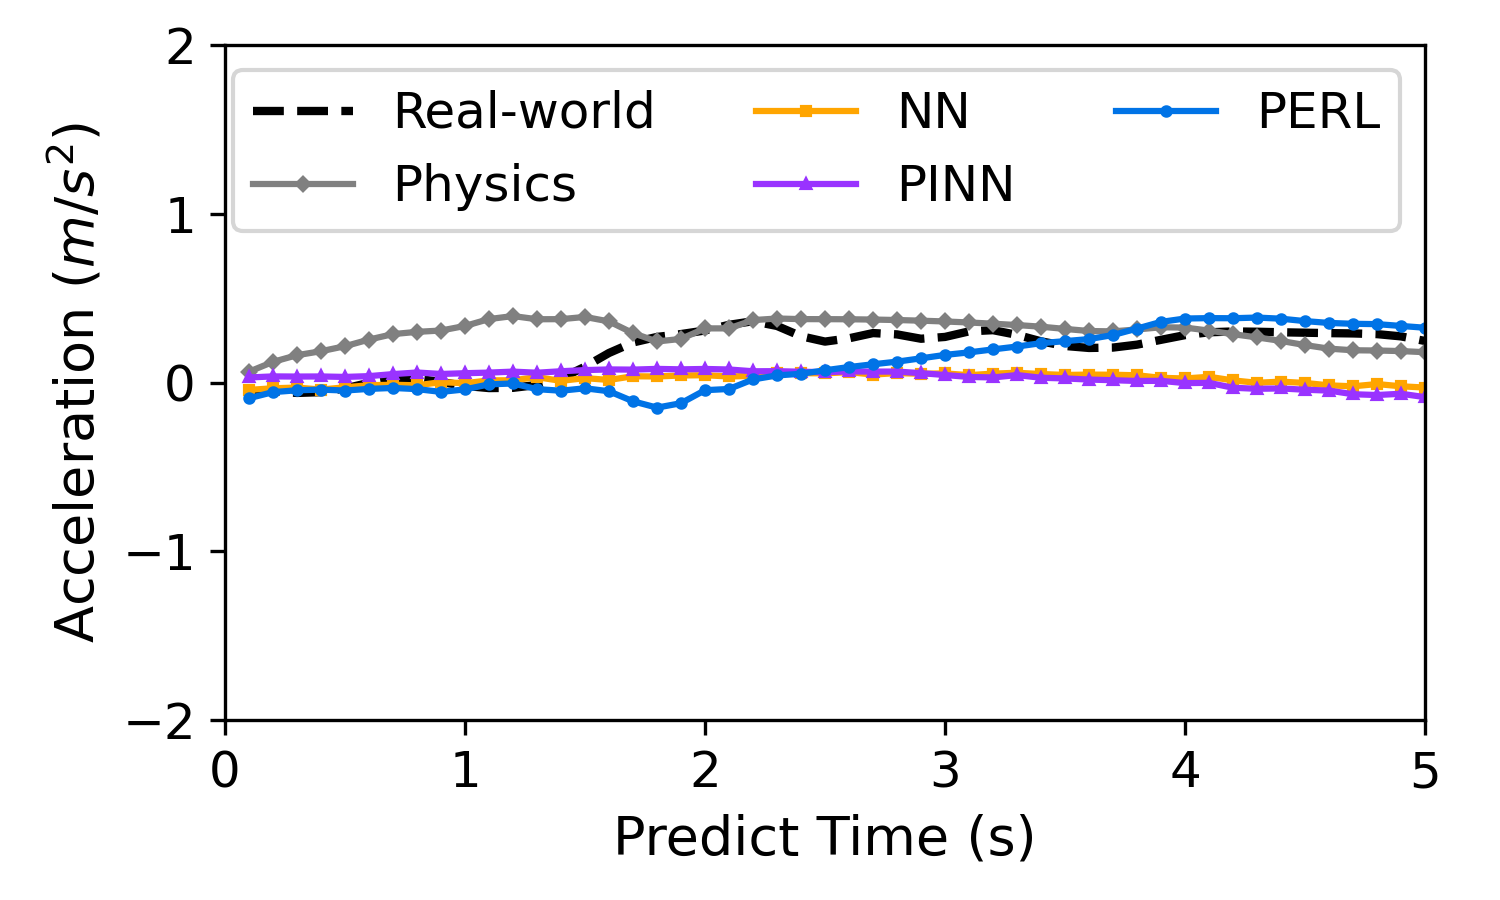 2
1
0
−1
−2
Acceleration (m/s²)
Real-world
Physics
NN
PINN
PERL
0 1 2 3 4 5
Predict Time (s)